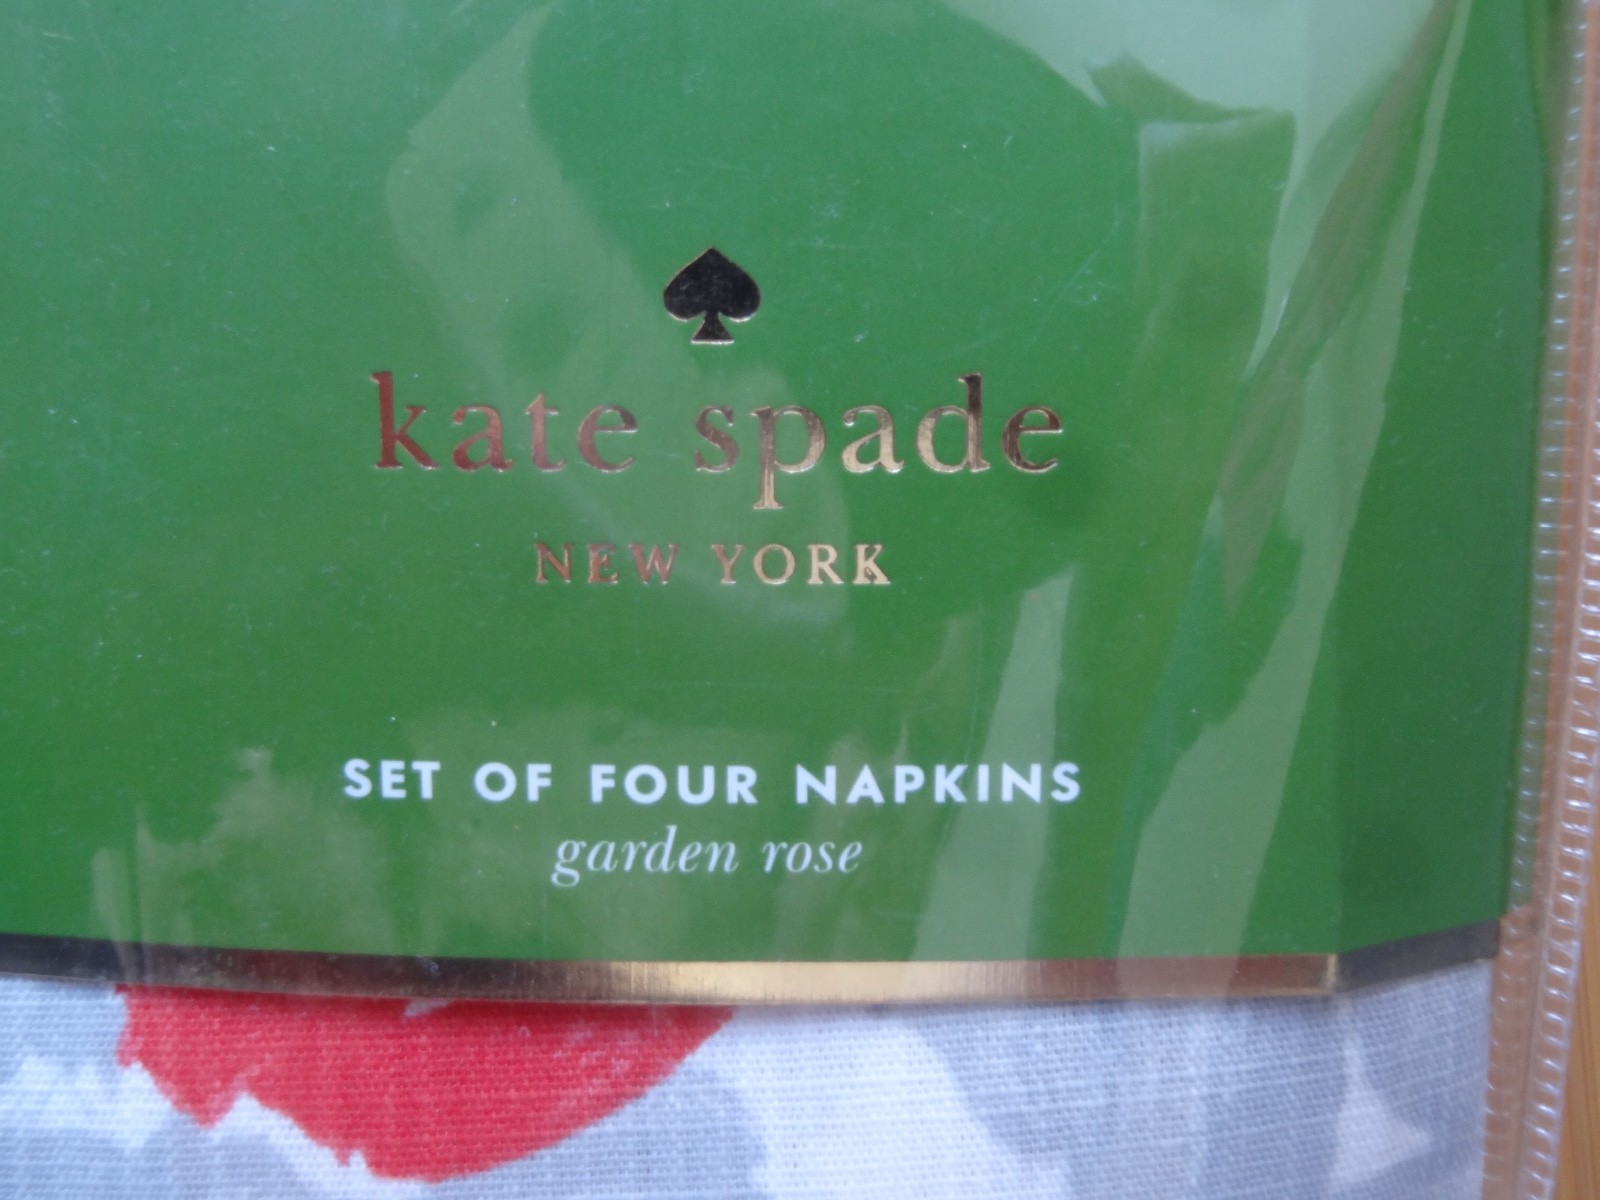 kate spade
NEW YORK
SET OF FOUR NAPKINS
garden rose